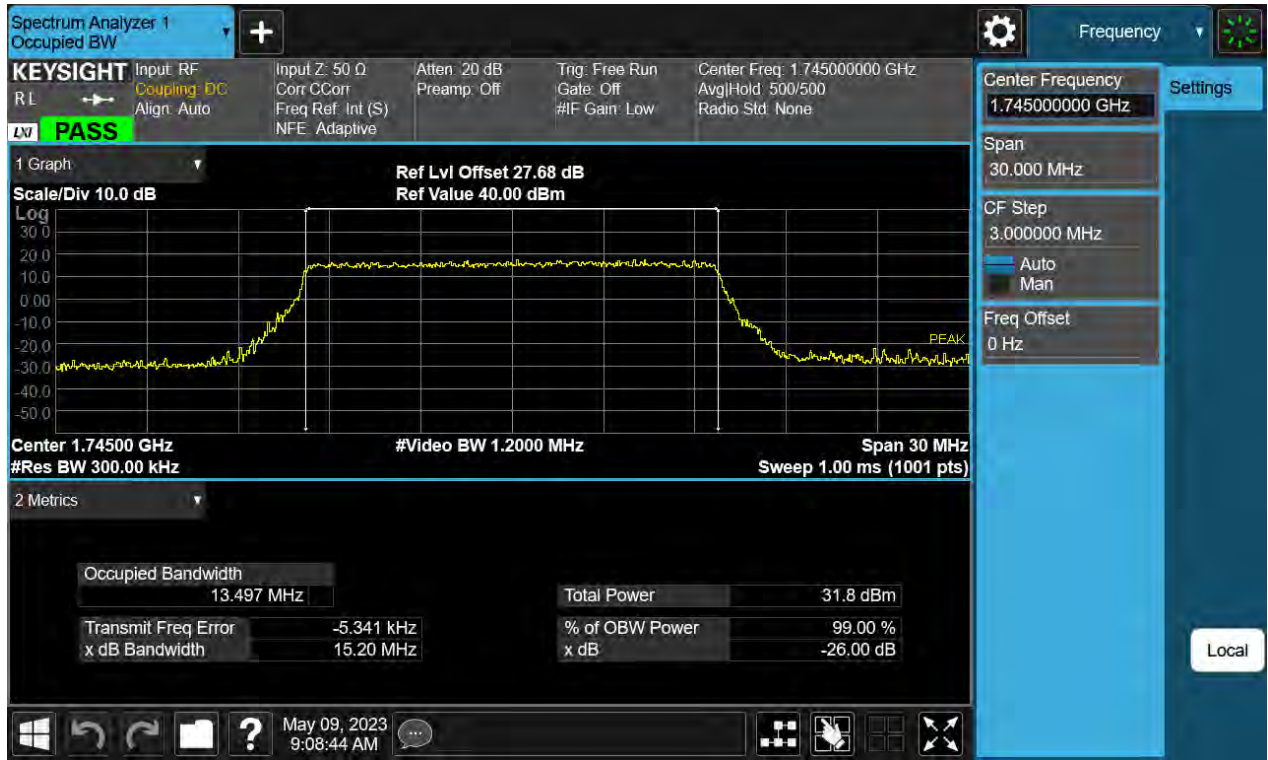 Spectrum Analyzer 1
Occupied BW
+
Frequency
KEYSIGHT
RL
LXI
PASS
Input: RF
Coupling: DC
Align: Auto
Input Z: 50 Ω
Corr CCorr
Freq Ref: Int (S)
NFE: Adaptive
Atten: 20 dB
Preamp: Off
Trig: Free Run
Gate: Off
#IF Gain: Low
Center Freq: 1.745000000 GHz
Avg|Hold: 500/500
Radio Std: None
1 Graph
Scale/Div 10.0 dB
Ref Lvl Offset 27.68 dB
Ref Value 40.00 dBm
Log
30.0
20.0
10.0
0.00
-10.0
-20.0
-30.0
-40.0
-50.0
PEAK
Center 1.74500 GHz
#Video BW 1.2000 MHz
Span 30 MHz
#Res BW 300.00 kHz
Sweep 1.00 ms (1001 pts)
2 Metrics
Occupied Bandwidth
13.497 MHz
Total Power 31.8 dBm
Transmit Freq Error -5.341 kHz
% of OBW Power 99.00 %
x dB Bandwidth 15.20 MHz
x dB -26.00 dB
Center Frequency
1.745000000 GHz
Settings
Span
30.000 MHz
CF Step
3.000000 MHz
Auto
Man
Freq Offset
0 Hz
Local
?
May 09, 2023
9:08:44 AM